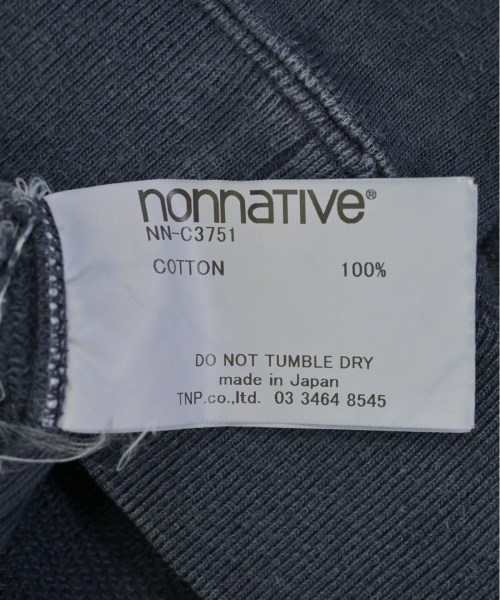 nonnative®
NN-C3751
COTTON 100%
DO NOT TUMBLE DRY
made in Japan
TNP.co.,ltd. 03 3464 8545